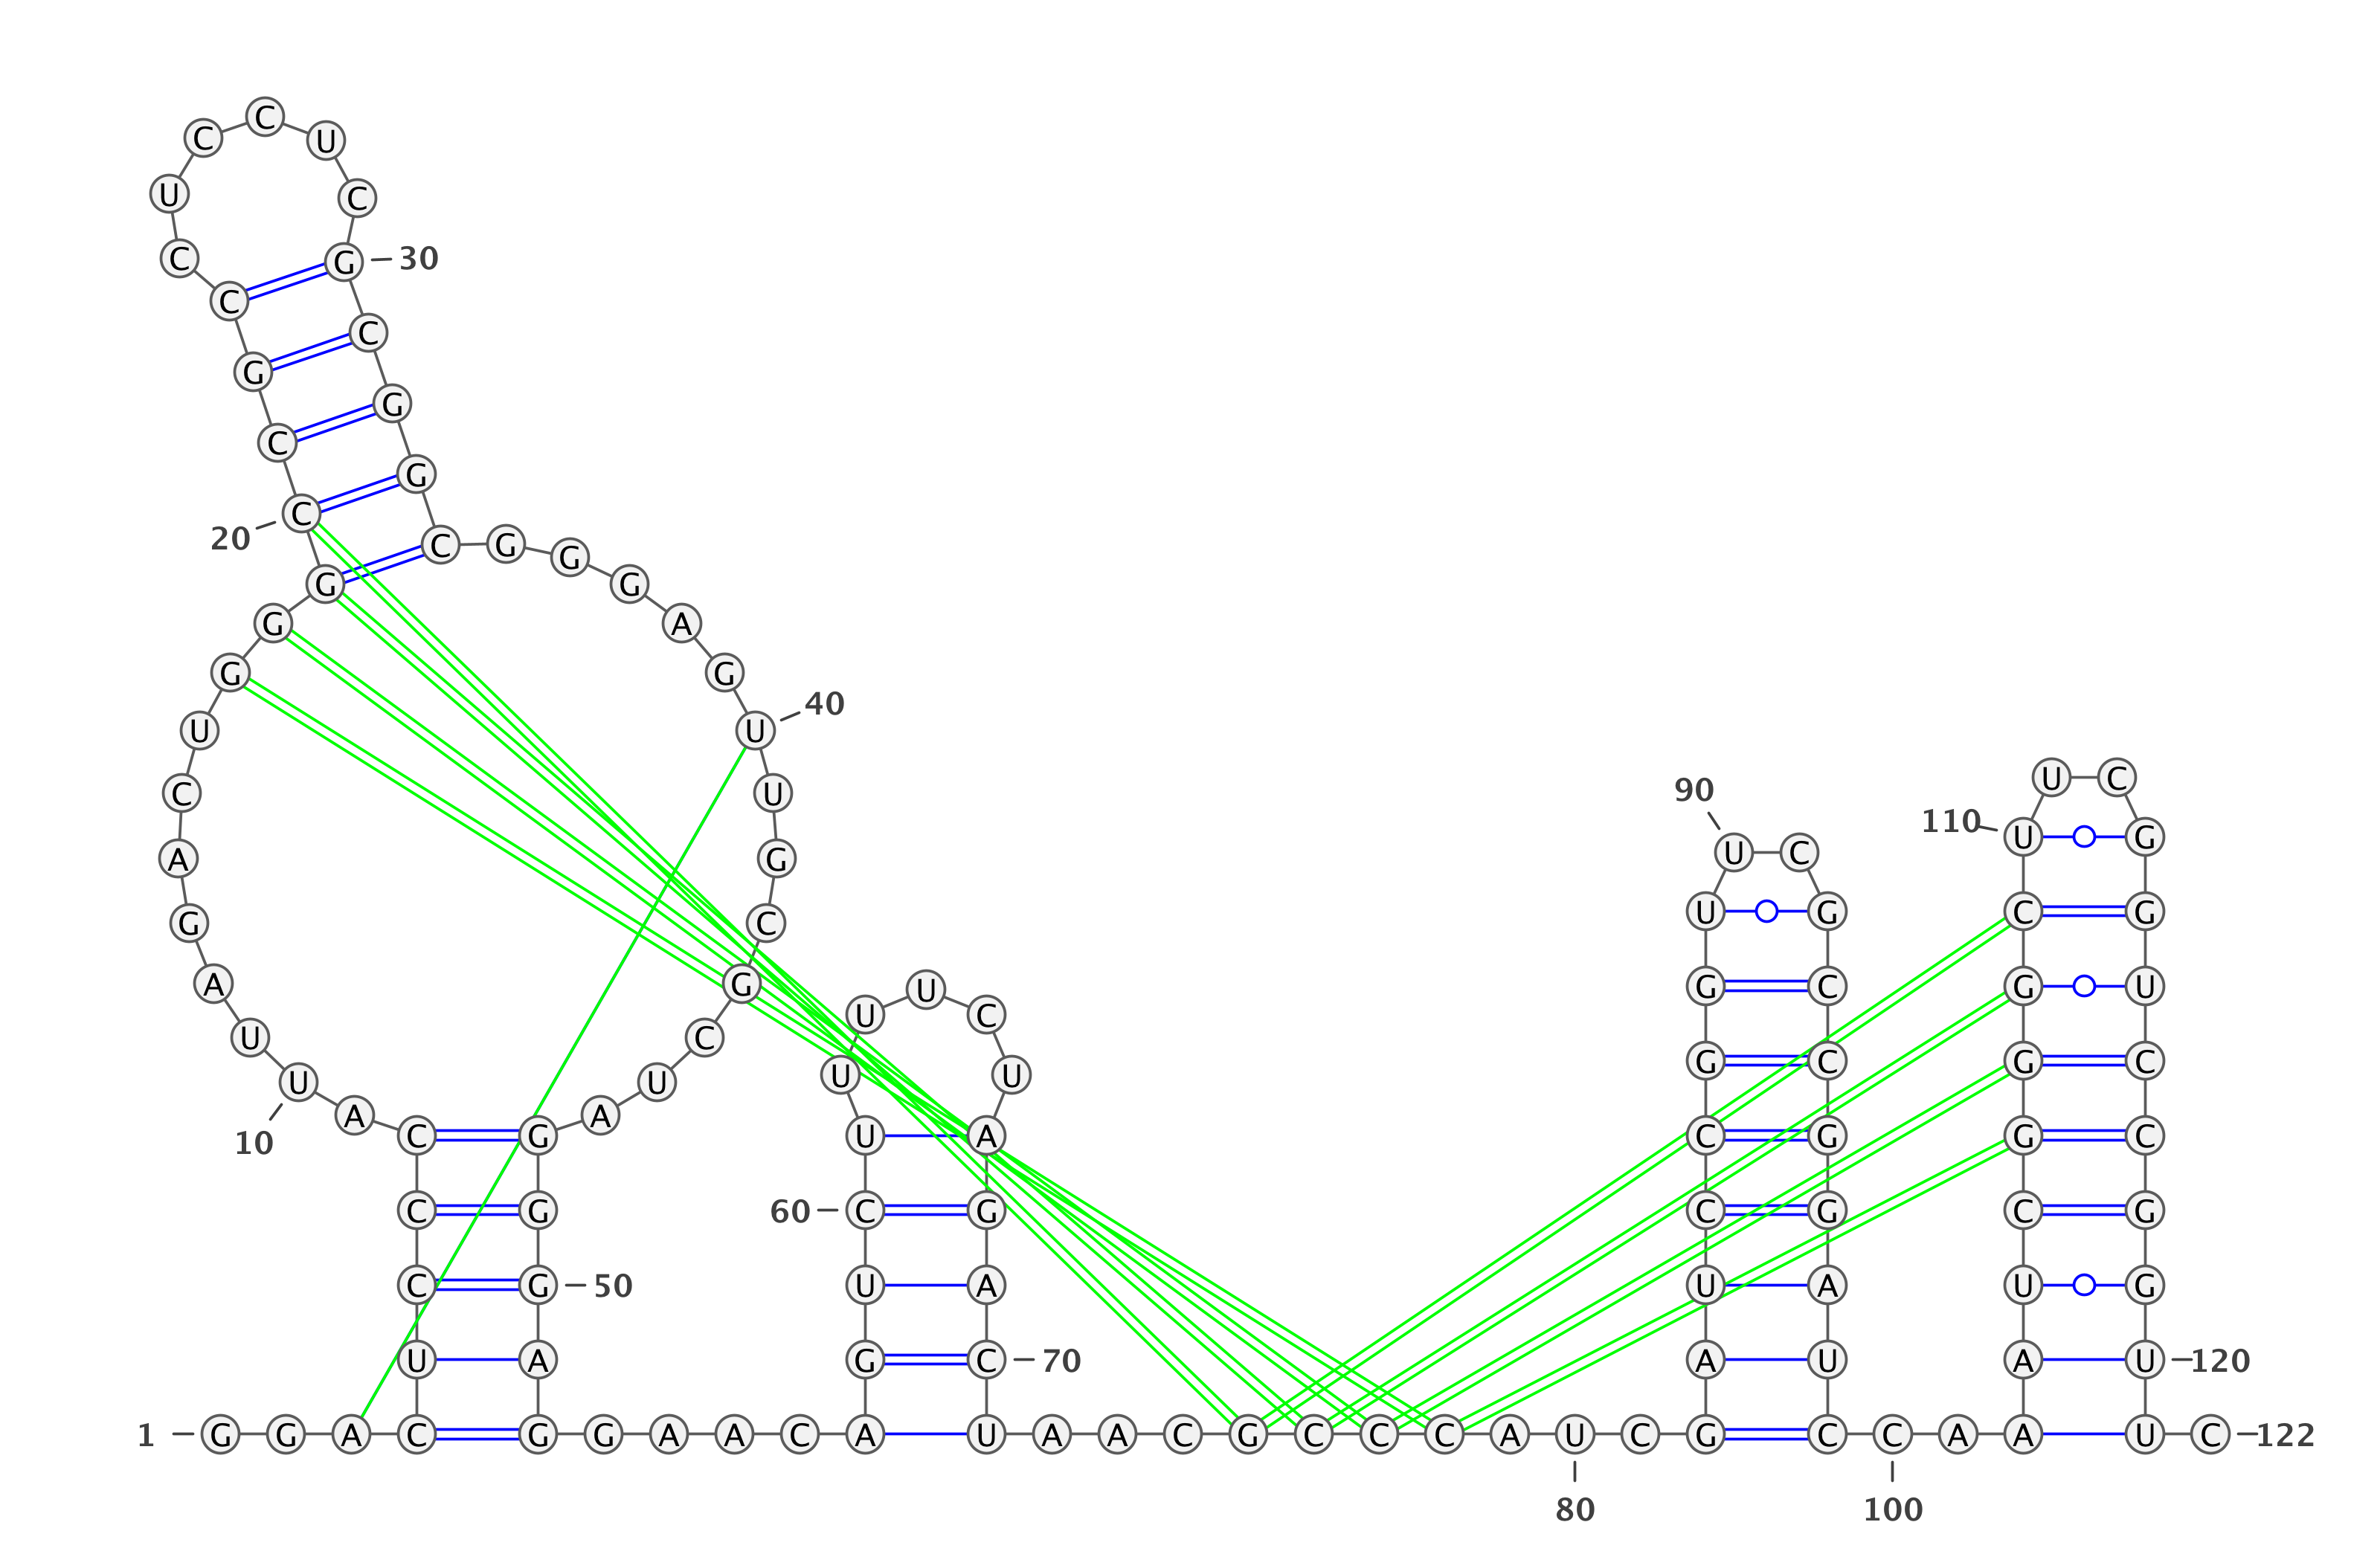 C
C U
U C
C G 30
C C
G G
C G
20 C
G C G G G
G A
G G
U U 40
U C
C U
90
110 U G
A U C G
G C U G C G
A G G C G U
U U C
U C
G C G C
U U
U U
A A
C G U A C G G C
10
C G 60 C G C G C G
C G 50 U A U A U G
U A G C 70 A U A U 120
1 G G A C G G A A C A U A A C G C C C A U C G C C A A U C 122
80 100